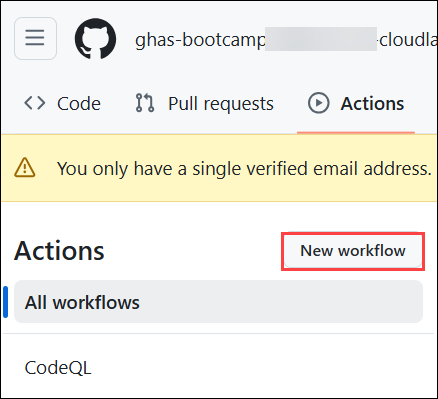 ghas-bootcamp -cloudla
Code Pull requests Actions
You only have a single verified email address.
Actions New workflow
All workflows
CodeQL